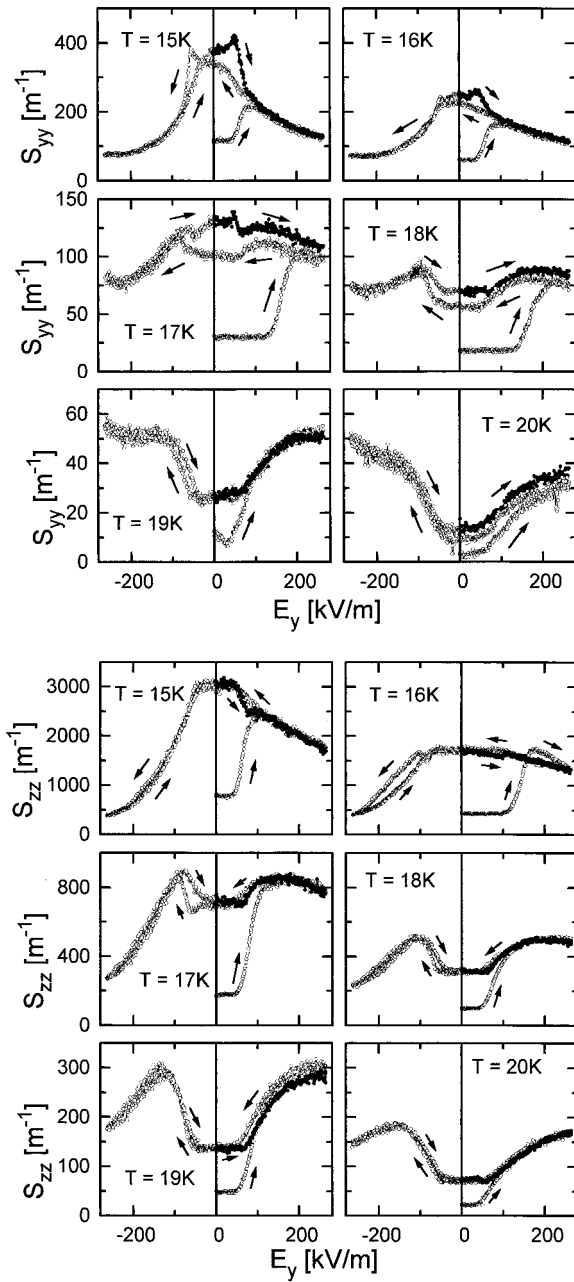 T = 15K
T = 16K
S_yy [m^-1]
400
300
200
100
0
T = 17K
T = 18K
S_yy [m^-1]
150
100
50
0
T = 19K
T = 20K
S_yy [m^-1]
60
40
20
0
-200 0 200 -200 0 200
E_y [kV/m]
T = 15K
T = 16K
S_zz [m^-1]
3000
2000
1000
0
T = 17K
T = 18K
S_zz [m^-1]
800
400
0
T = 19K
T = 20K
S_zz [m^-1]
300
200
100
0
-200 0 200 -200 0 200
E_y [kV/m]